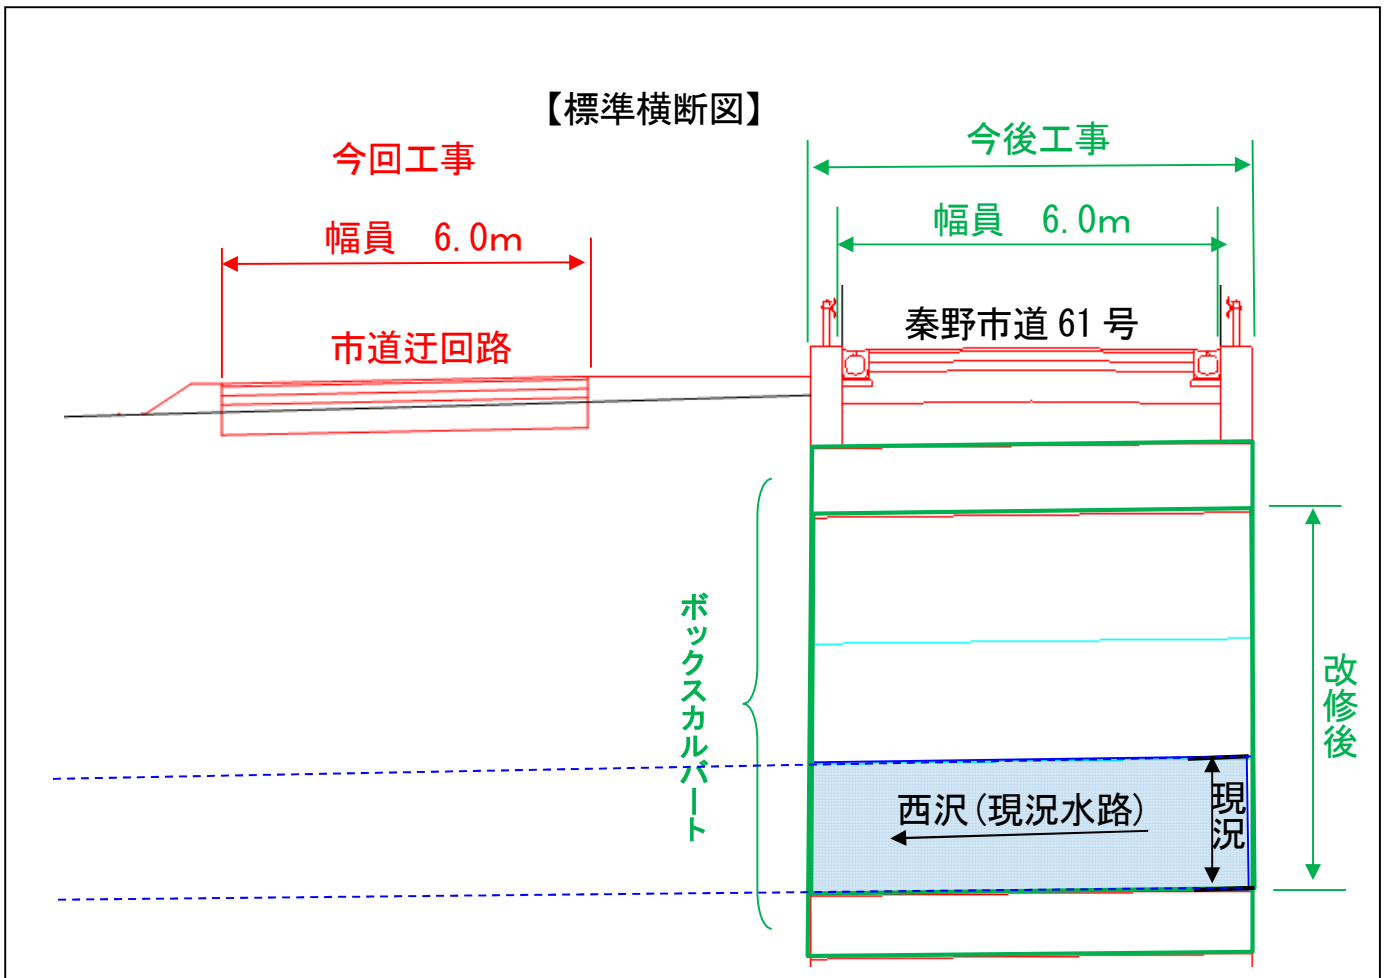 【標準横断図】
今回工事
幅員　6.0m
市道迂回路
今後工事
幅員　6.0m
秦野市道61号
ボックスカルバート
改修後
西沢(現況水路)
現況